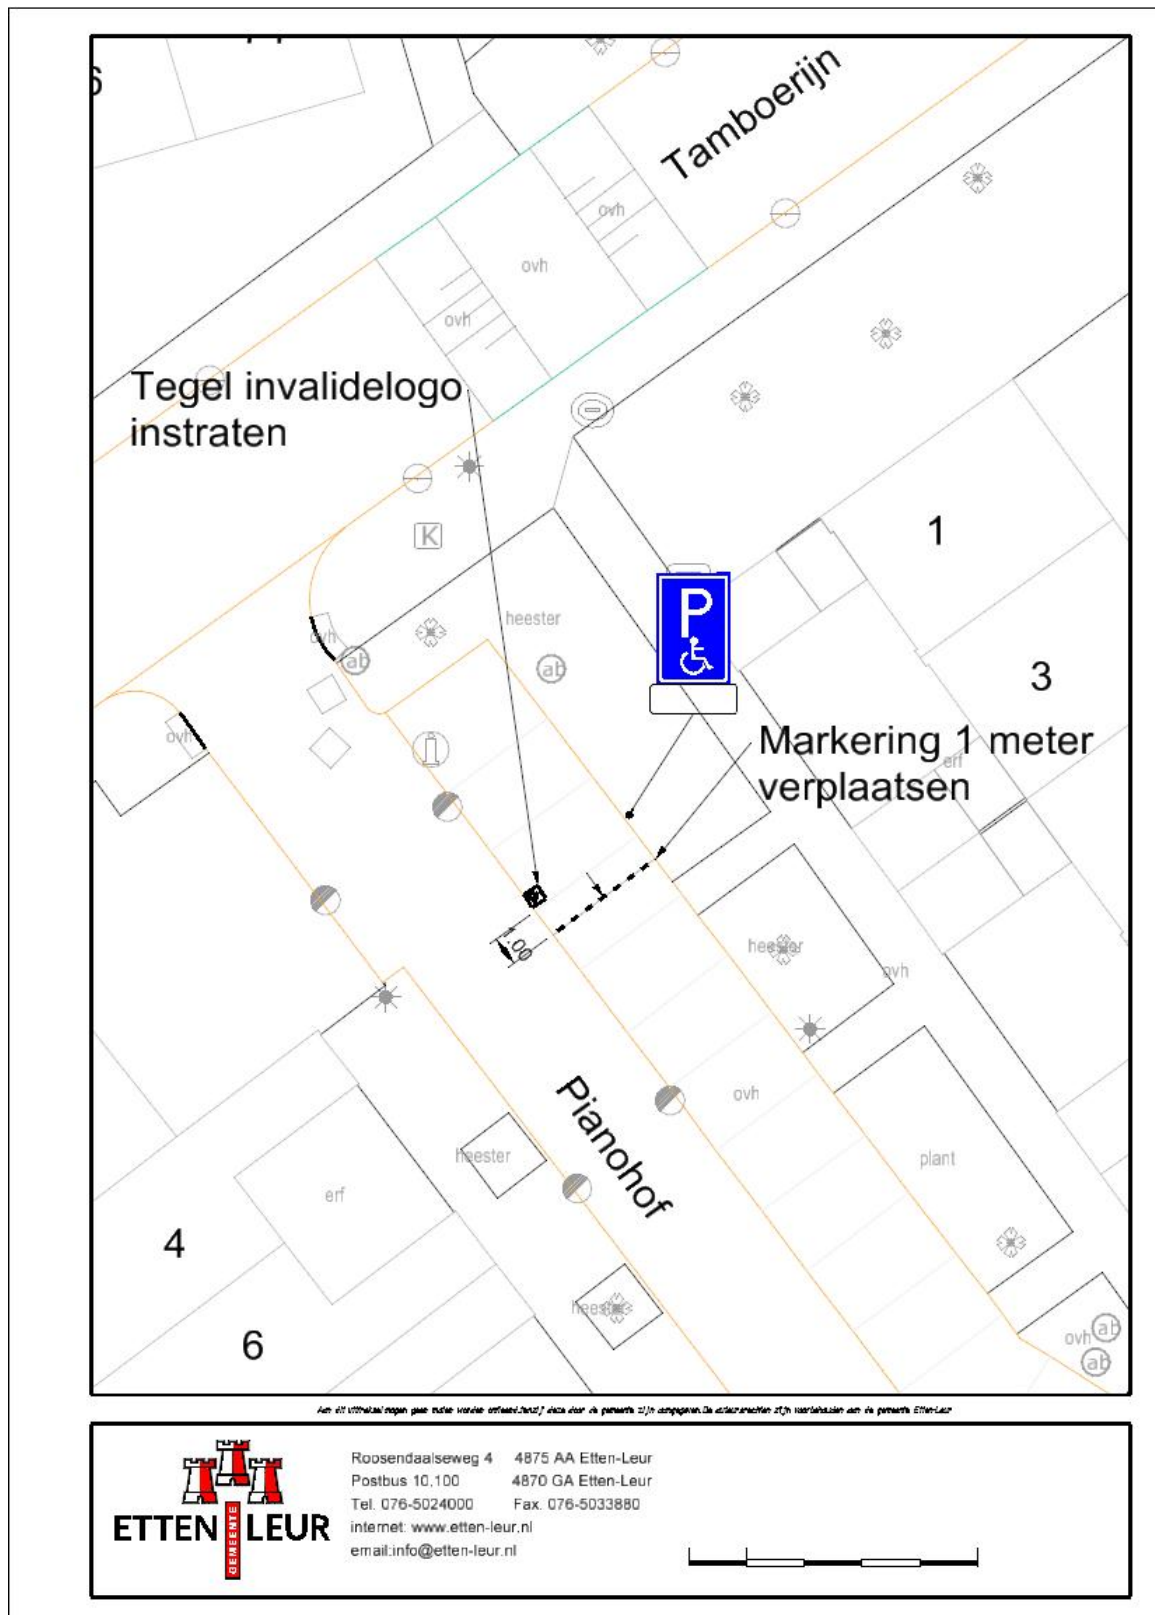 6
Tamboerijn
ovh
ovh
ovh
Tegel invalidelogo
instraten
K
1
P
heester
ovh
ab
ab
3
ovh
Markering 1 meter
verplaatsen
erf
1.00
heester
ovh
Pianohof
ovh
heester
plant
erf
4
heester
6
ovh
ab
ab
ETTEN LEUR
GEMEENTE
Roosendaalseweg 4 4875 AA Etten-Leur
Postbus 10.100 4870 GA Etten-Leur
Tel. 076-5024000 Fax. 076-5033880
internet: www.etten-leur.nl
email:info@etten-leur.nl